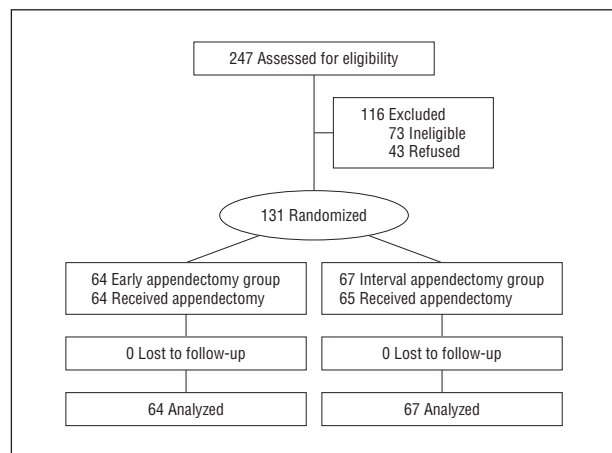 247 Assessed for eligibility
116 Excluded
73 Ineligible
43 Refused
131 Randomized
64 Early appendectomy group
64 Received appendectomy
67 Interval appendectomy group
65 Received appendectomy
0 Lost to follow-up
0 Lost to follow-up
64 Analyzed
67 Analyzed